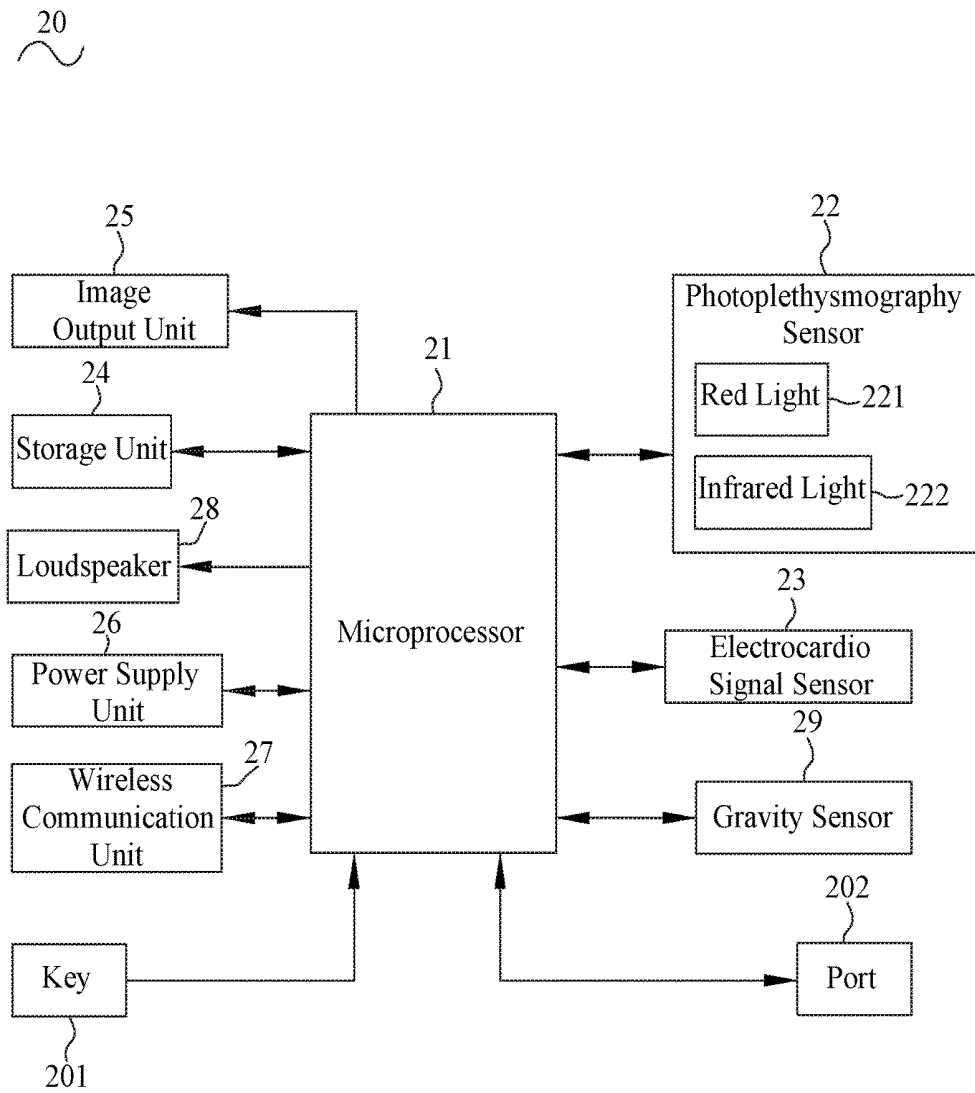 20
25
Image
Output Unit
24
Storage Unit
28
Loudspeaker
26
Power Supply
Unit
27
Wireless
Communication
Unit
Key
201
21
Microprocessor
22
Photoplethysmography
Sensor
Red Light
221
Infrared Light
222
23
Electrocardio
Signal Sensor
29
Gravity Sensor
202
Port